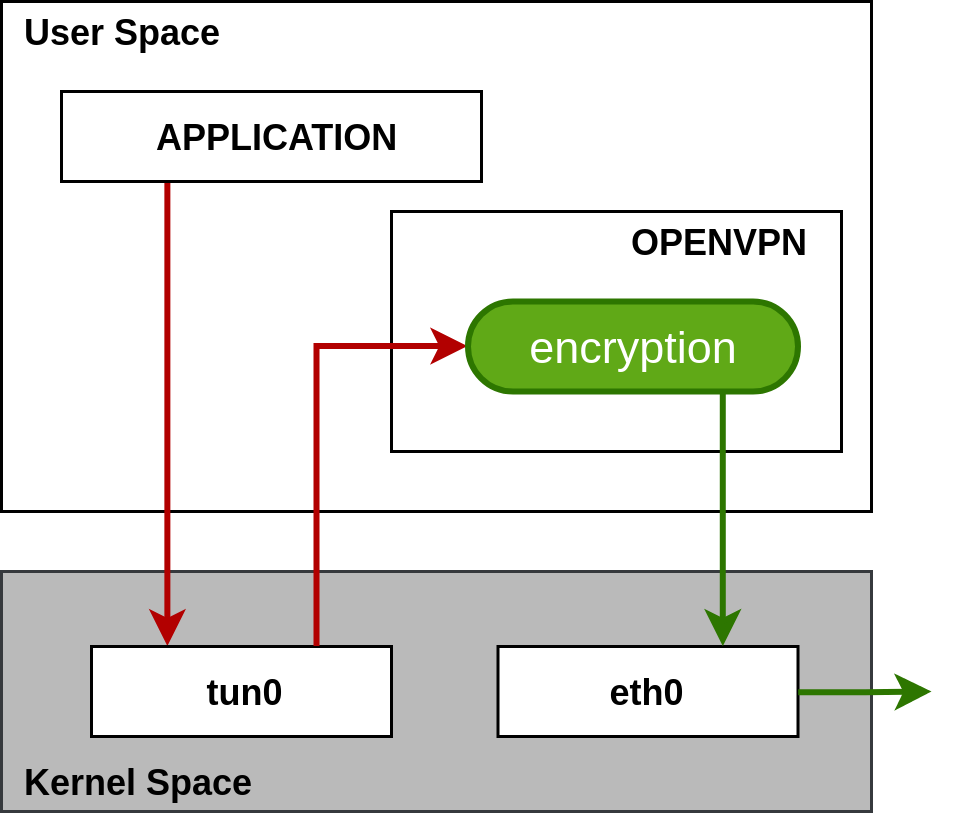 User Space
APPLICATION
OPENVPN
encryption
tun0
eth0
Kernel Space